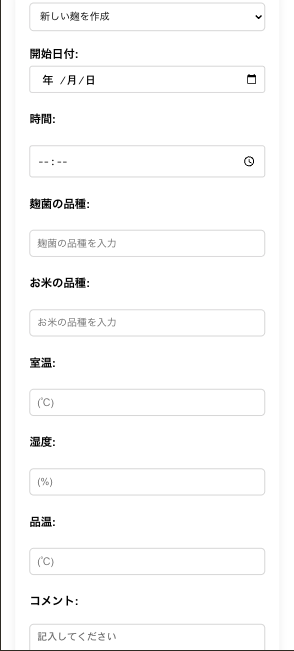 新しい麹を作成
開始日付:
年 /月/日
時間:
--:--
麹菌の品種:
麹菌の品種を入力
お米の品種:
お米の品種を入力
室温:
(℃)
湿度:
(%)
品温:
(℃)
コメント:
記入してください